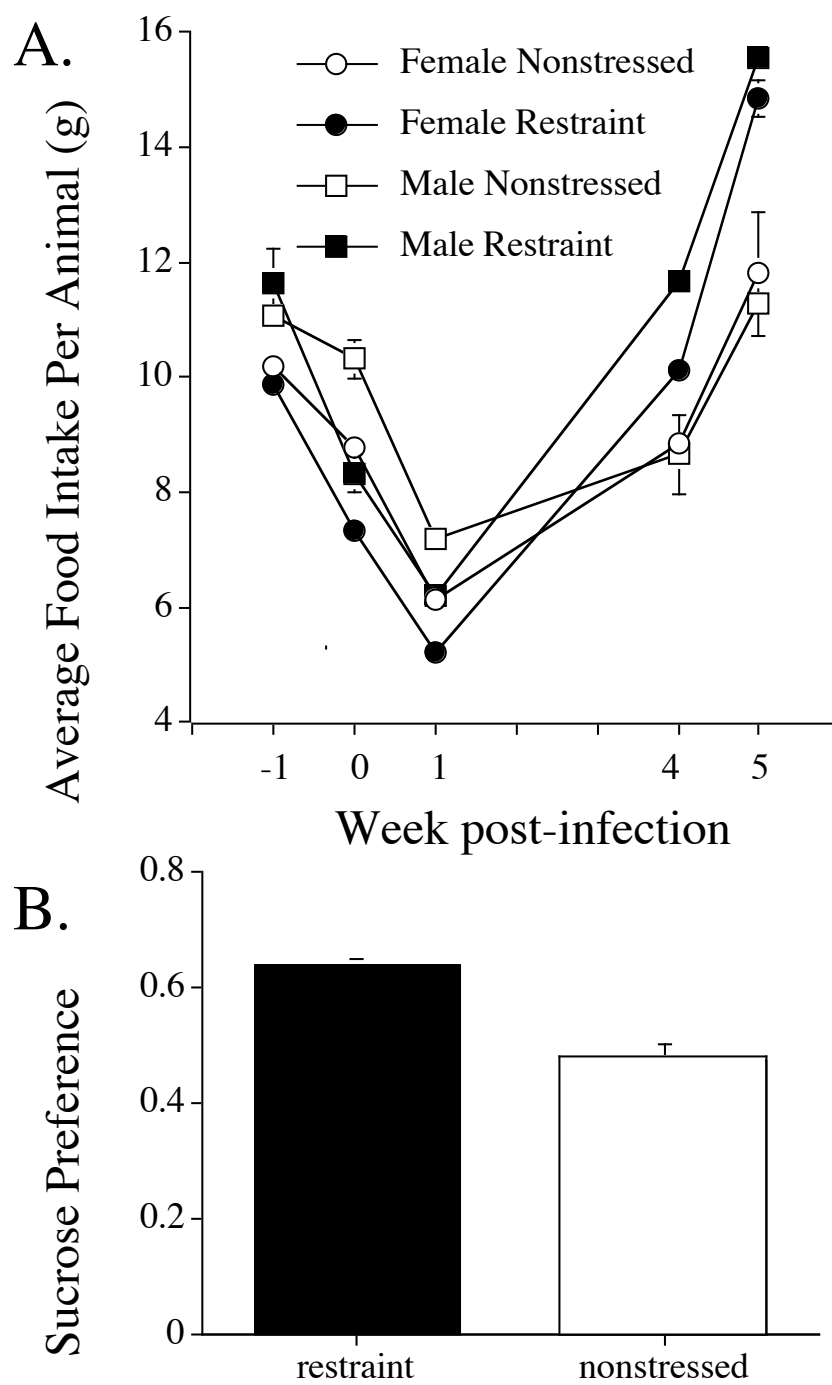 A.
Average Food Intake Per Animal (g)
16
14
12
10
8
6
4
Female Nonstressed
Female Restraint
Male Nonstressed
Male Restraint
-1 0 1 4 5
Week post-infection
B.
Sucrose Preference
0.8
0.6
0.4
0.2
0
restraint nonstressed